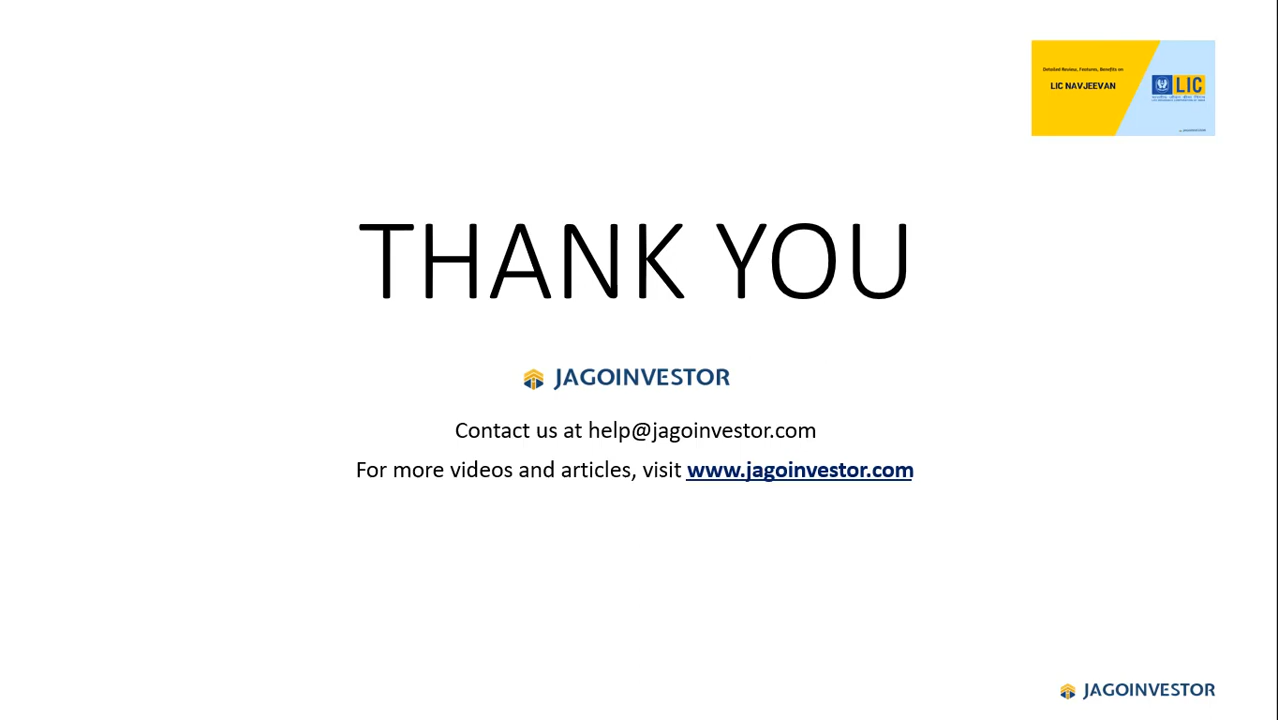 Detailed Review, Features, Benefits on
LIC NAVJEEVAN
LIC
THANK YOU
JAGOINVESTOR
Contact us at help@jagoinvestor.com
For more videos and articles, visit www.jagoinvestor.com
JAGOINVESTOR